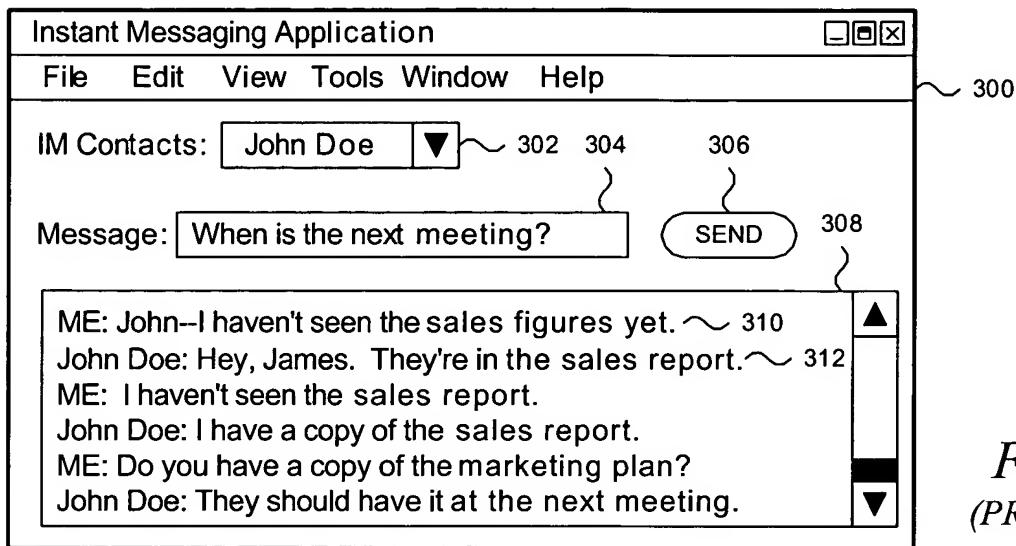 Instant Messaging Application
File Edit View Tools Window Help
300
IM Contacts: John Doe 302 304 306
Message: When is the next meeting? SEND 308
ME: John--I haven't seen the sales figures yet. 310
John Doe: Hey, James. They're in the sales report. 312
ME: I haven't seen the sales report.
John Doe: I have a copy of the sales report.
ME: Do you have a copy of the marketing plan?
John Doe: They should have it at the next meeting.